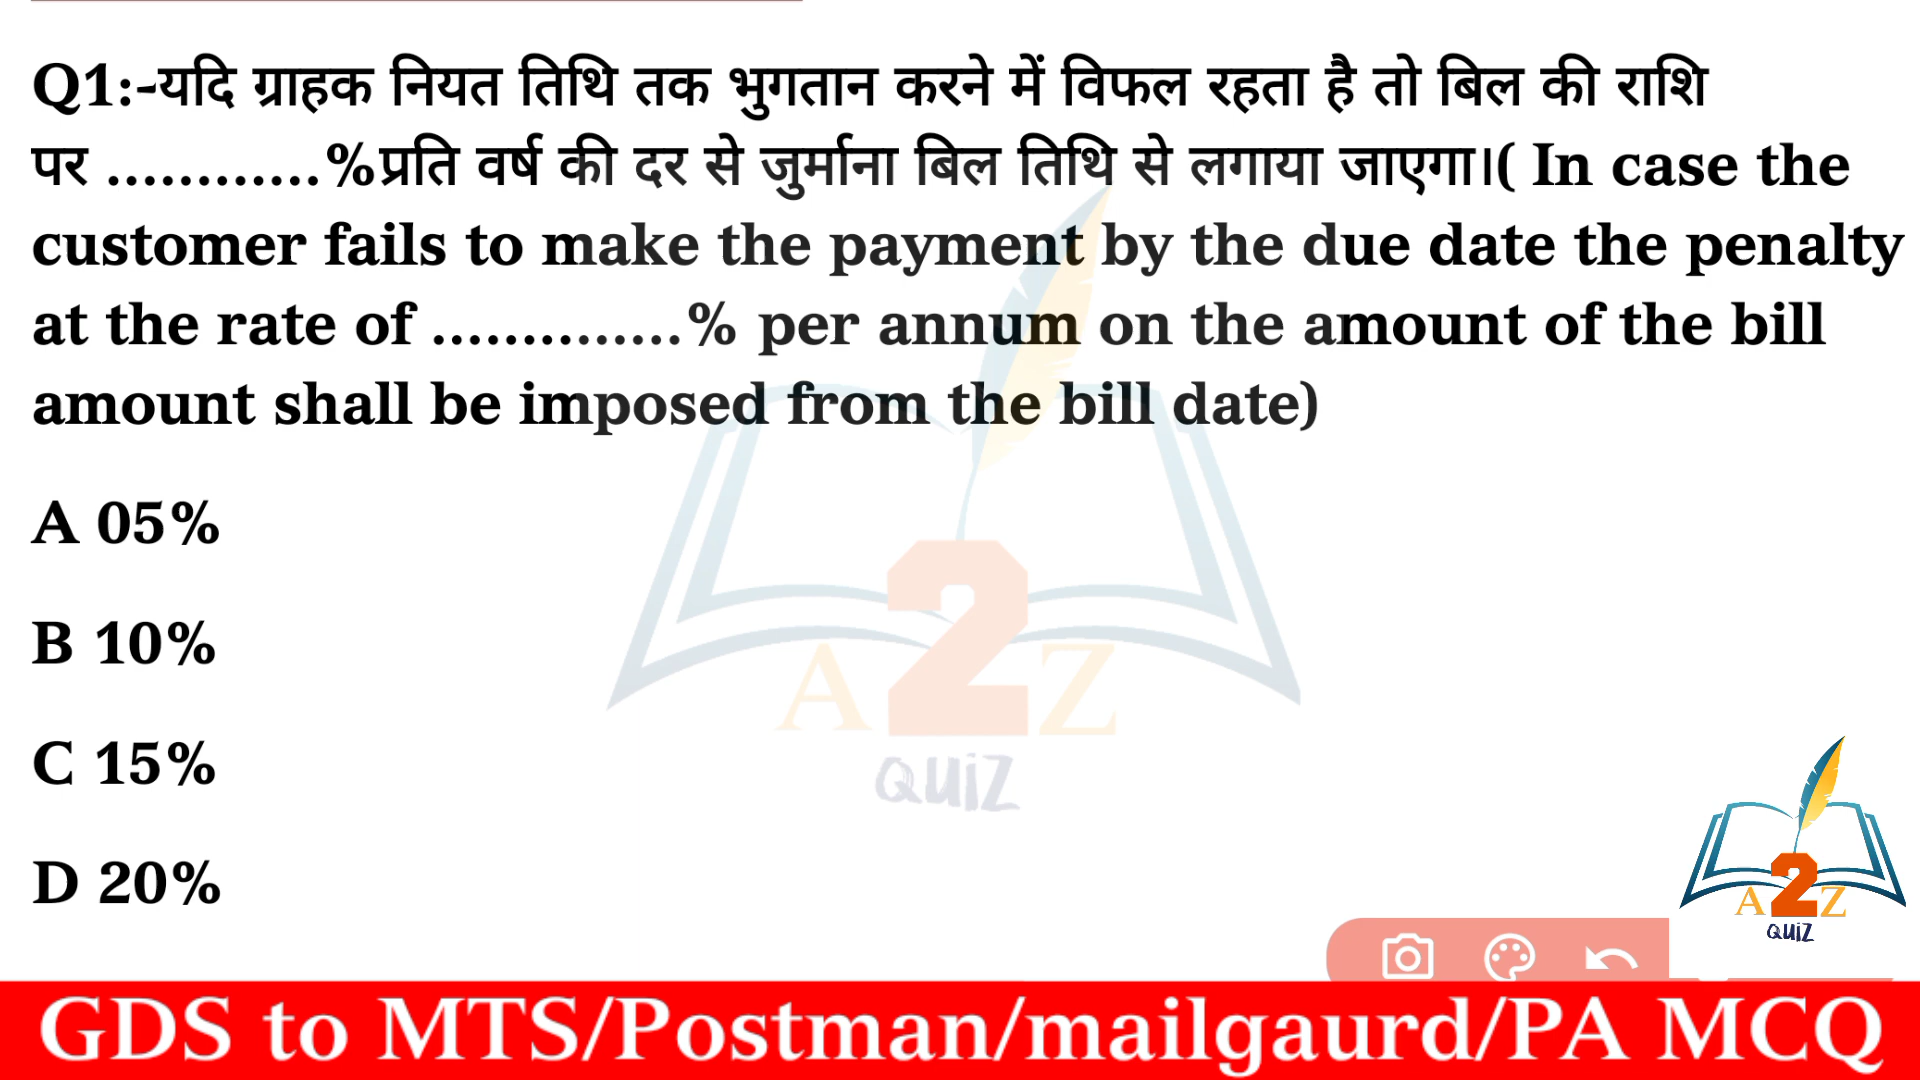 Q1:-यदि ग्राहक नियत तिथि तक भुगतान करने में विफल रहता है तो बिल की राशि
पर ............%प्रति वर्ष की दर से जुर्माना बिल तिथि से लगाया जाएगा।( In case the
customer fails to make the payment by the due date the penalty
at the rate of ..............% per annum on the amount of the bill
amount shall be imposed from the bill date)
A 05%
B 10%
C 15%
D 20%
A2Z
QUiZ
A2Z
QUiZ
GDS to MTS/Postman/mailgaurd/PA MCQ